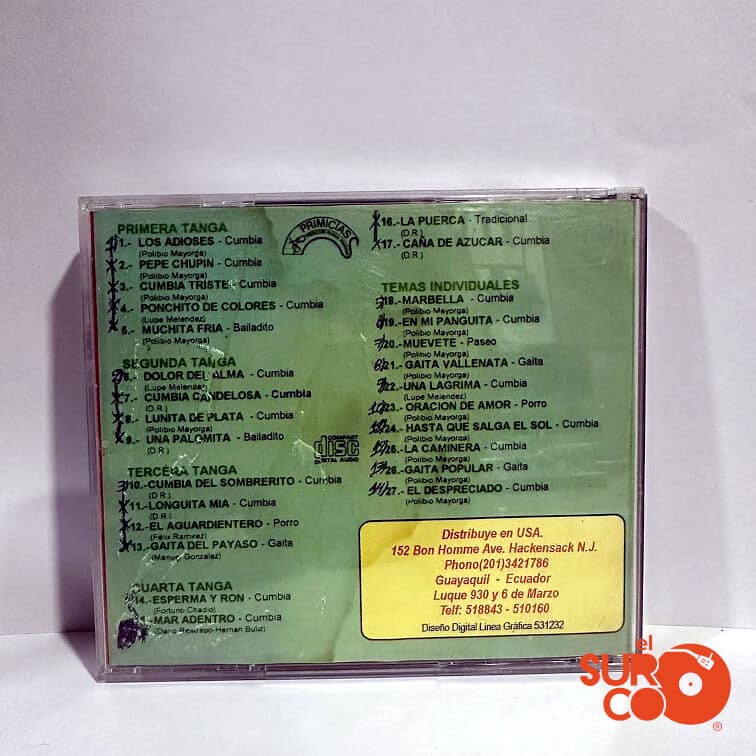 PRIMERA TANGA
1.- LOS ADIOSES - Cumbia
(Polibio Mayorga)
2.- PEPE CHUPIN - Cumbia
(Polibio Mayorga)
3.- CUMBIA TRISTE - Cumbia
(Polibio Mayorga)
4.- PONCHITO DE COLORES - Cumbia
(Lupe Melendez)
5.- MUCHITA FRIA - Bailadito
(Polibio Mayorga)
SEGUNDA TANGA
6.- DOLOR DEL ALMA - Cumbia
(Lupe Melendez)
7.- CUMBIA CANDELOSA - Cumbia
(D.R.)
8.- LUNITA DE PLATA - Cumbia
(Polibio Mayorga)
9.- UNA PALOMITA - Bailadito
(D.R.)
TERCERA TANGA
10.-CUMBIA DEL SOMBRERITO - Cumbia
(D.R.)
11.-LONGUITA MIA - Cumbia
(D.R.)
12.-EL AGUARDIENTERO - Porro
(Félix Ramirez)
13.-GAITA DEL PAYASO - Gaita
(Manuel Gonzalez)
CUARTA TANGA
14.-ESPERMA Y RON - Cumbia
(Fortuno Chadio)
MAR ADENTRO - Cumbia
(Dario Restrepo-Hernan Builz)
PRIMICIAS
COMPACT
disc
DIGITAL AUDIO
16.-LA PUERCA - Tradicional
(D.R.)
17.- CAÑA DE AZUCAR - Cumbia
(D.R.)
TEMAS INDIVIDUALES
18.-MARBELLA - Cumbia
(Polibio Mayorga)
19.-EN MI PANGUITA - Cumbia
(Polibio Mayorga)
20.-MUEVETE - Paseo
(Polibio Mayorga)
21.- GAITA VALLENATA - Gaita
(Polibio Mayorga)
22.-UNA LAGRIMA - Cumbia
(Lupe Melendez)
23.- ORACION DE AMOR - Porro
(Polibio Mayorga)
24.- HASTA QUE SALGA EL SOL - Cumbia
(Polibio Mayorga)
25.-LA CAMINERA - Cumbia
(Polibio Mayorga)
26.-GAITA POPULAR - Gaita
(Polibio Mayorga)
27.- EL DESPRECIADO - Cumbia
(Polibio Mayorga)
Distribuye en USA.
152 Bon Homme Ave. Hackensack N.J.
Phono(201)3421786
Guayaquil - Ecuador
Luque 930 y 6 de Marzo
Telf: 518843 - 510160
Diseño Digital Linea Gráfica 531232
el
SUR
CO
®